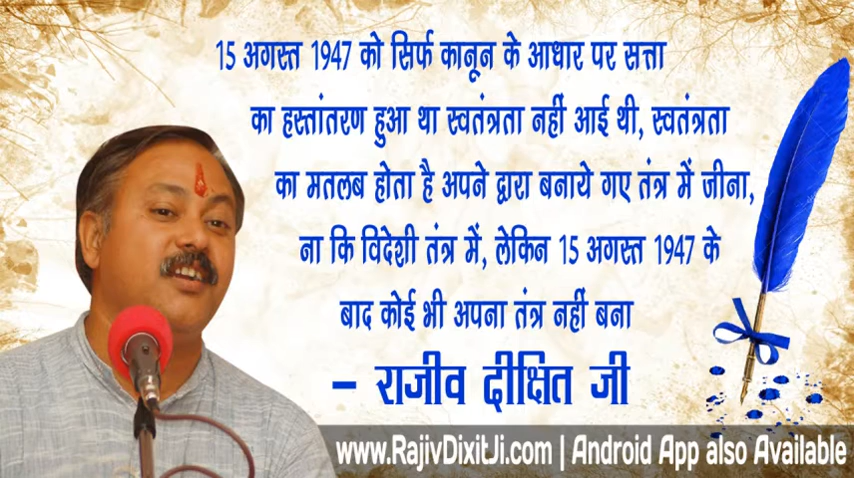 15 अगस्त 1947 को सिर्फ कानून के आधार पर सत्ता
का हस्तांतरण हुआ था स्वतंत्रता नहीं आई थी, स्वतंत्रता
का मतलब होता है अपने द्वारा बनाये गए तंत्र में जीना,
ना कि विदेशी तंत्र में, लेकिन 15 अगस्त 1947 के
बाद कोई भी अपना तंत्र नहीं बना
– राजीव दीक्षित जी
www.RajivDixitJi.com | Android App also Available